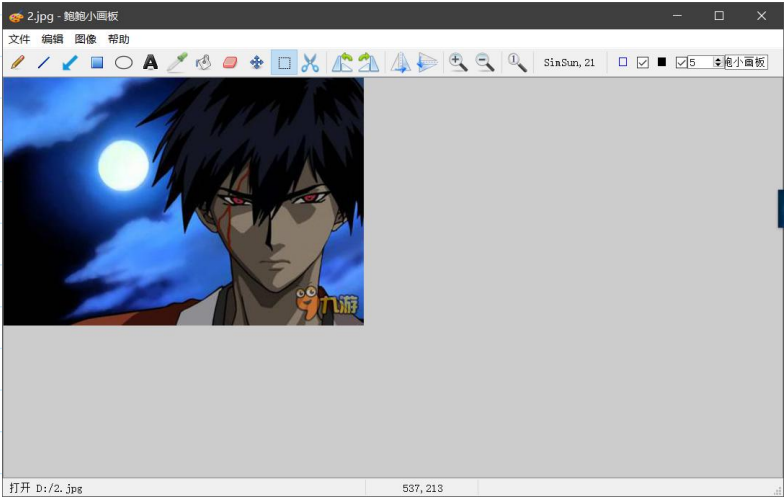 2.jpg - 鲍鲍小画板
文件 编辑 图像 帮助
A 1 SimSun,21 5 小画板
九游
打开 D:/2.jpg 537,213